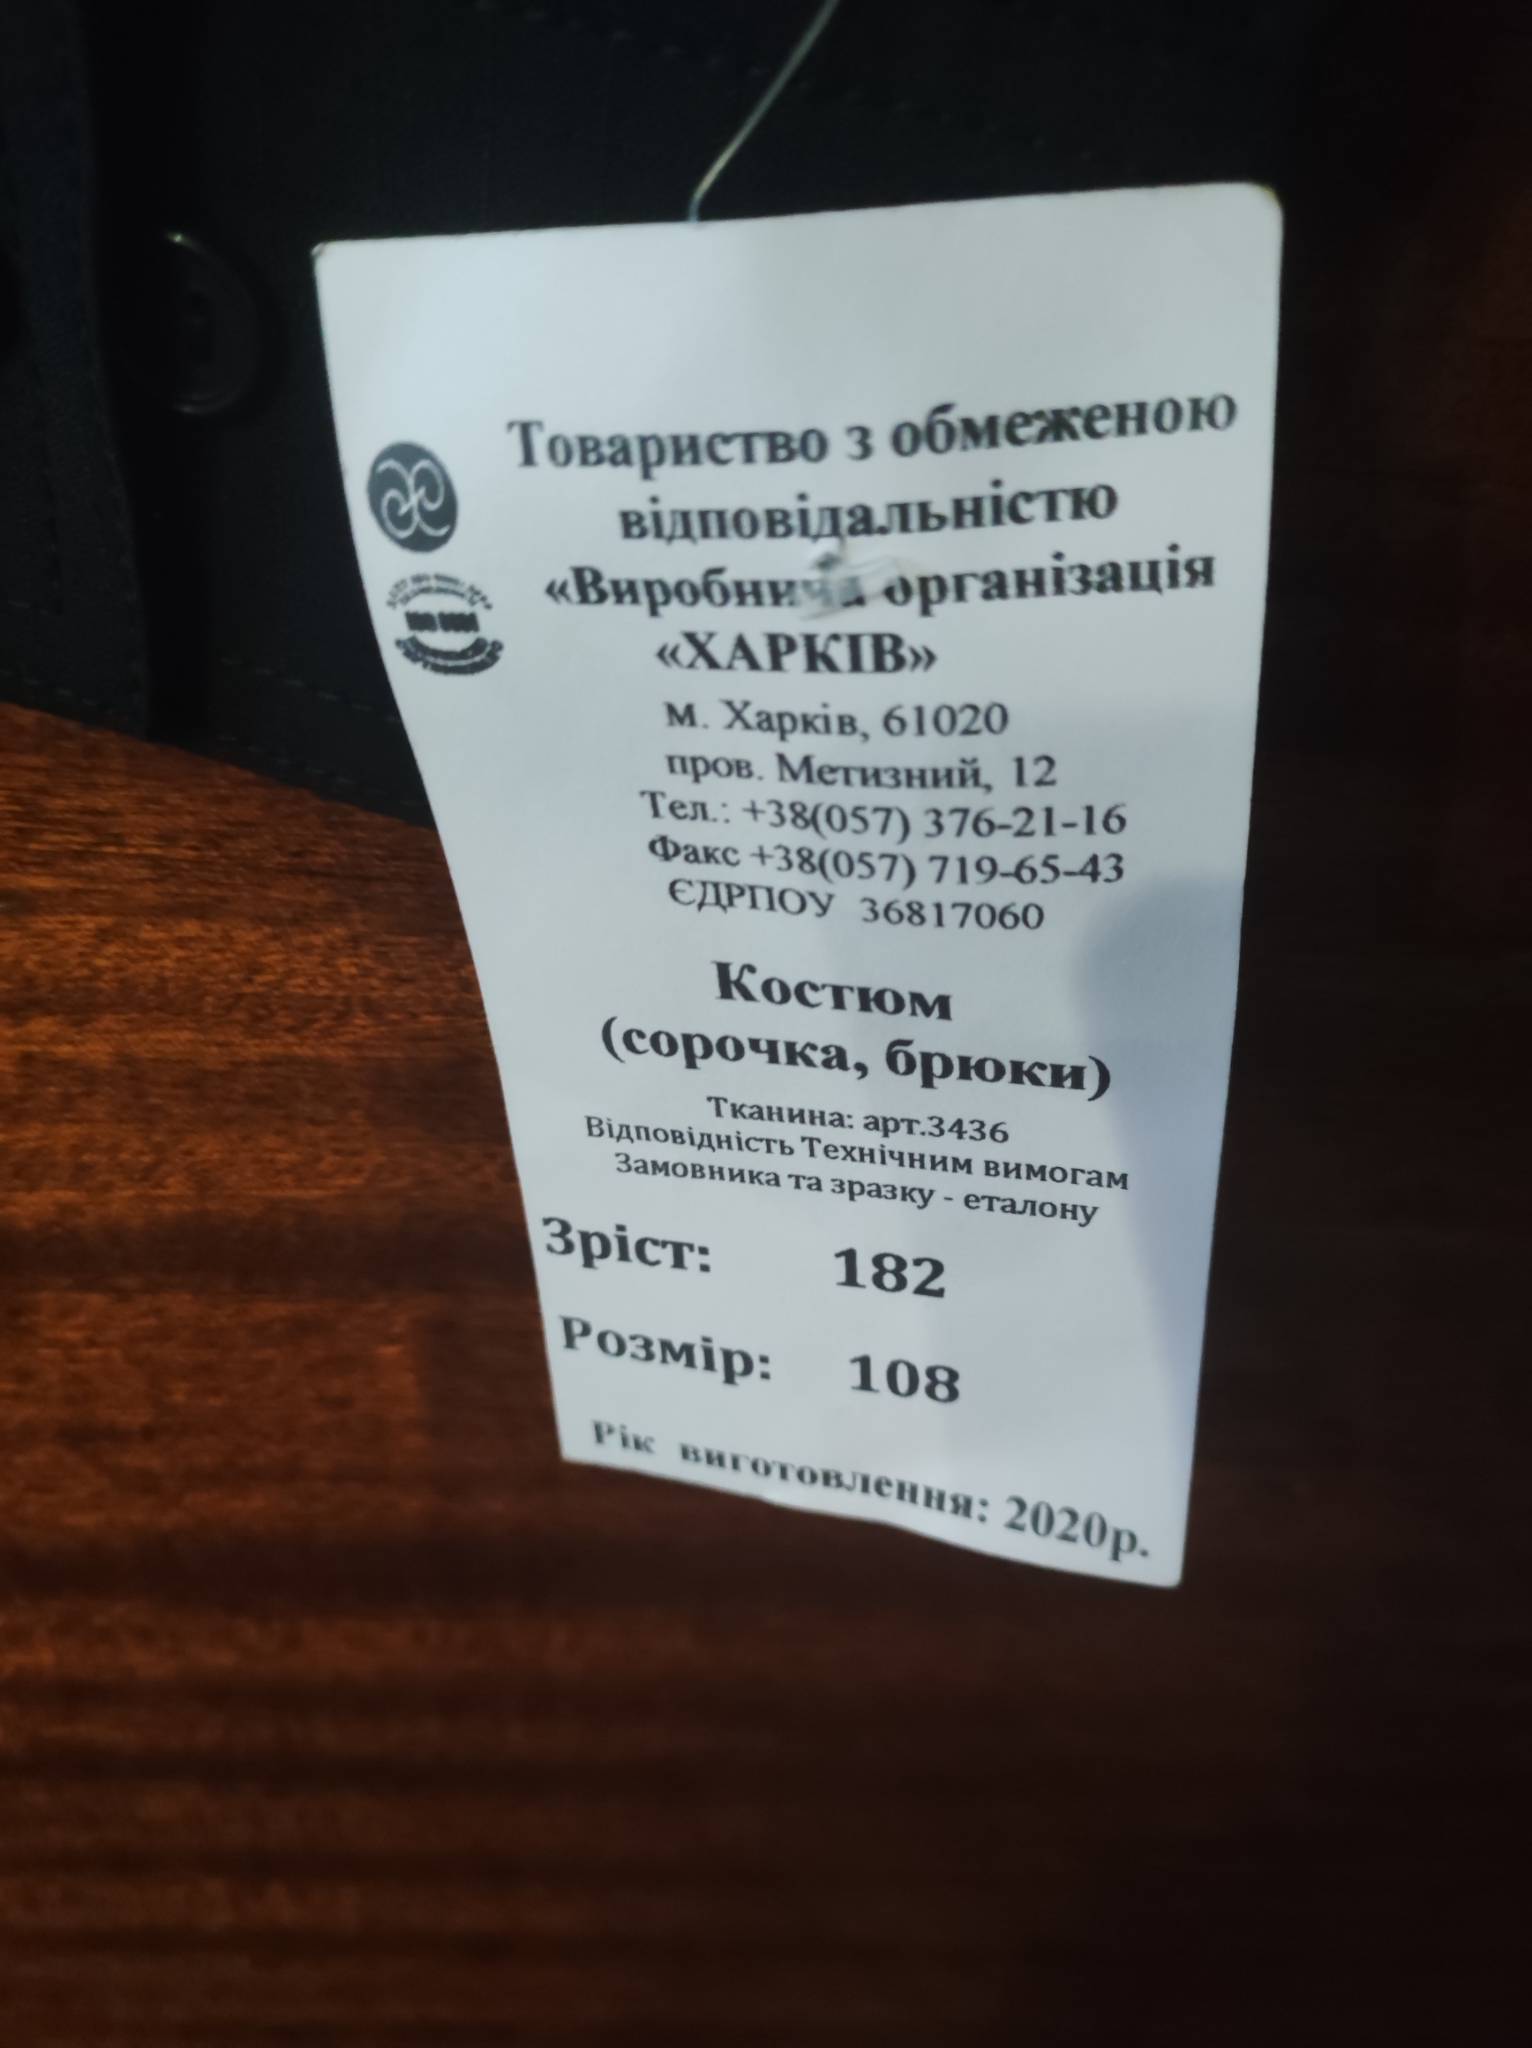 Товариство з обмеженою
відповідальністю
«Виробнича організація
«ХАРКІВ»
м. Харків, 61020
пров. Метизний, 12
Тел.: +38(057) 376-21-16
Факс +38(057) 719-65-43
ЄДРПОУ 36817060
Костюм
(сорочка, брюки)
Тканина: арт.3436
Відповідність Технічним вимогам
Замовника та зразку - еталону
Зріст: 182
Розмір: 108
Рік виготовлення: 2020р.